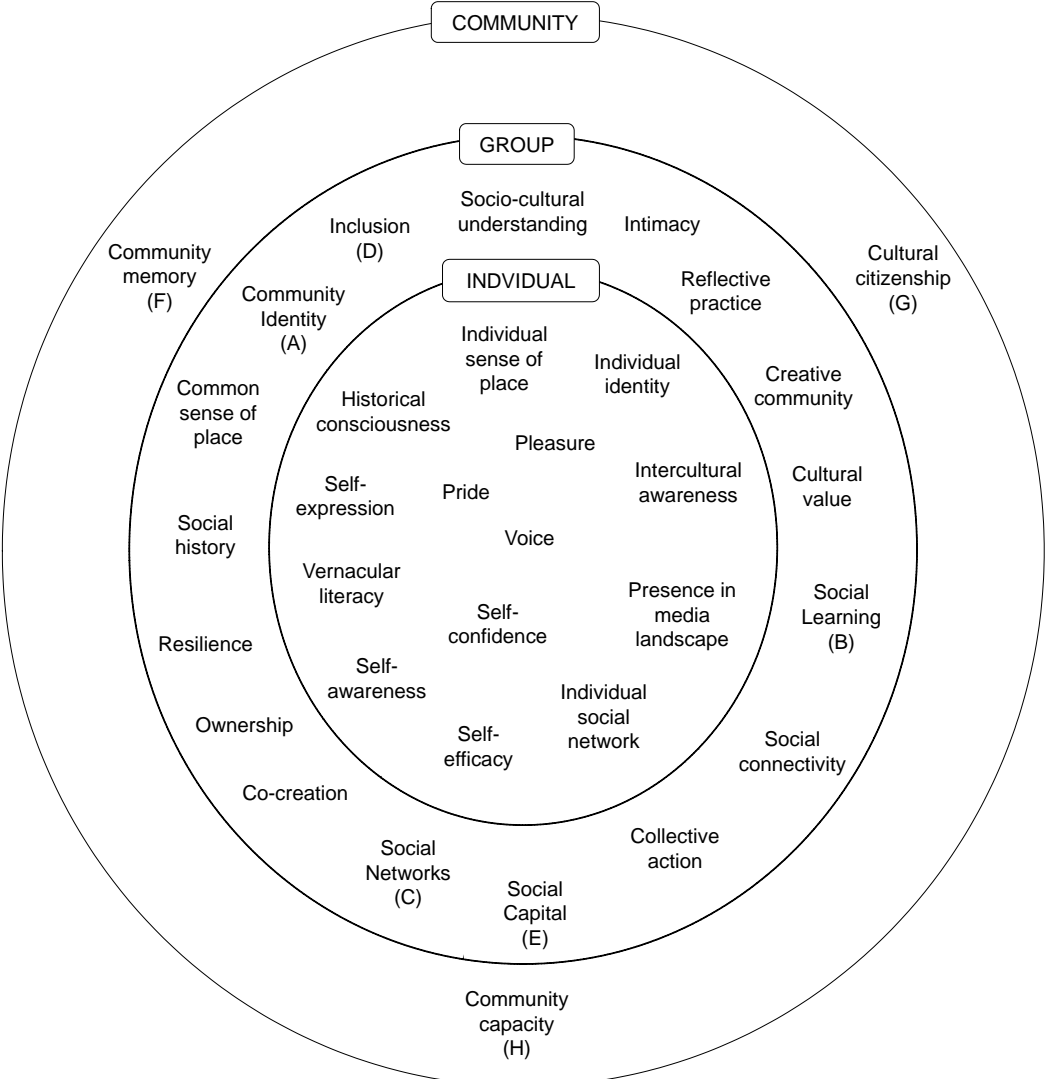 COMMUNITY
GROUP
Socio-cultural
understanding
Inclusion
(D)
Intimacy
Community
memory
(F)
Cultural
citizenship
(G)
INDVIDUAL
Reflective
practice
Community
Identity
(A)
Individual
sense of
place
Individual
identity
Creative
community
Common
sense of
place
Historical
consciousness
Pleasure
Intercultural
awareness
Cultural
value
Self-
expression
Pride
Social
history
Voice
Vernacular
literacy
Presence in
media
landscape
Social
Learning
(B)
Self-
confidence
Resilience
Self-
awareness
Individual
social
network
Ownership
Self-
efficacy
Social
connectivity
Co-creation
Collective
action
Social
Networks
(C)
Social
Capital
(E)
Community
capacity
(H)